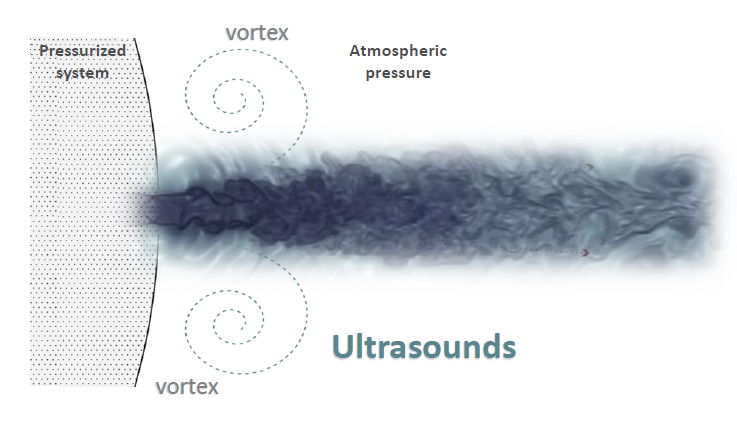 vortex
Pressurized
system
Atmospheric
pressure
Ultrasounds
vortex